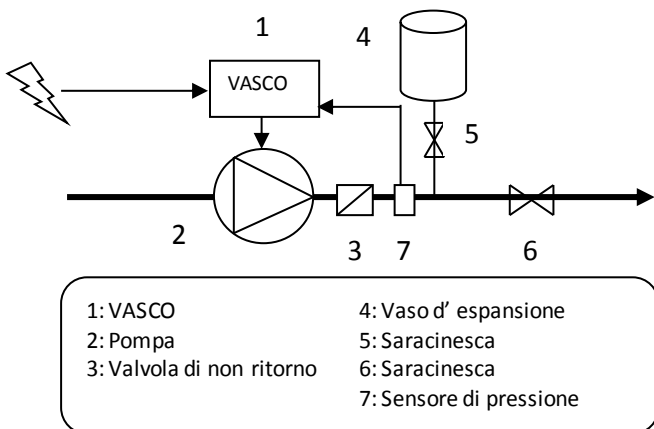 1
4
VASCO
5
2
3
7
6
1: VASCO
2: Pompa
3: Valvola di non ritorno
4: Vaso d' espansione
5: Saracinesca
6: Saracinesca
7: Sensore di pressione